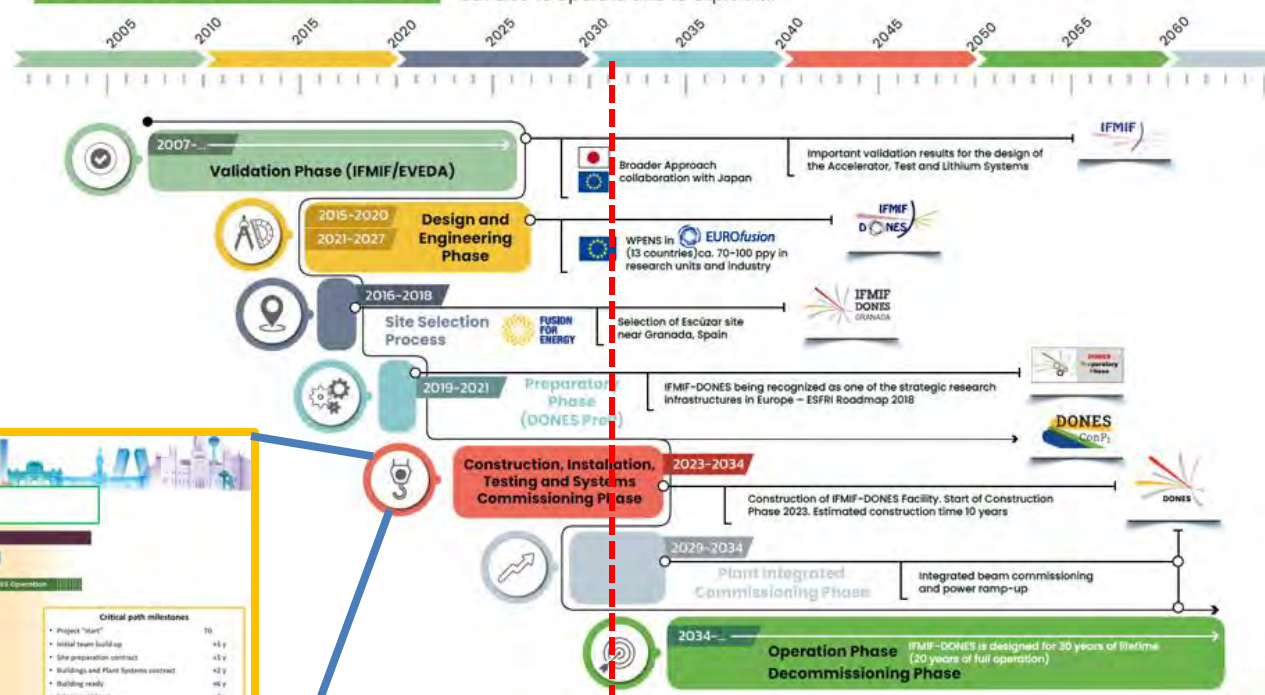 2005 2010 2015 2020 2025 2030 2035 2040 2045 2050 2055 2060
2007-...
Validation Phase (IFMIF/EVEDA)
Broader Approach
collaboration with Japan
Important validation results for the design of
the Accelerator, Test and Lithium Systems
IFMIF
2015-2020
2021-2027
Design and
Engineering
Phase
WPENS in EUROfusion
(13 countries)ca. 70-100 ppy in
research units and industry
IFMIF
DONES
2016-2018
Site Selection
Process
FUSION
FOR
ENERGY
Selection of Escúzar site
near Granada, Spain
IFMIF
DONES
GRANADA
2019-2021
Preparatory
Phase
(DONES PreP)
IFMIF-DONES being recognized as one of the strategic research
infrastructures in Europe – ESFRI Roadmap 2018
DONES
Preparatory
Phase
DONES
ConP1
Construction, Installation,
Testing and Systems
Commissioning Phase
2023-2034
Construction of IFMIF-DONES Facility. Start of Construction
Phase 2023. Estimated construction time 10 years
DONES
2029-2034
Plant Integrated
Commissioning Phase
Integrated beam commissioning
and power ramp-up
2034-...
Operation Phase
IFMIF-DONES is designed for 30 years of lifetime
(20 years of full operation)
Decommissioning Phase
Operation
Critical path milestones
• Project "start" T0
• Initial team build up
• Site preparation contract
• Buildings and Plant Systems contract +2 y
• Building ready +6 y